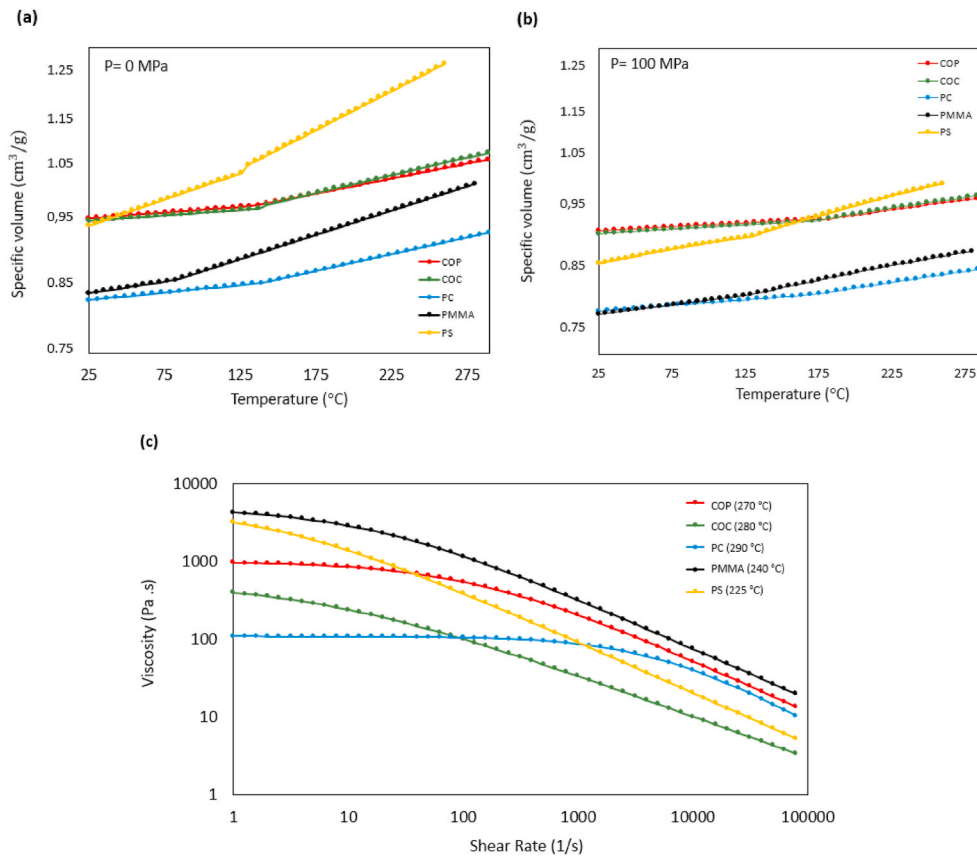 (a)
P= 0 MPa
Specific volume (cm³/g)
1.25
1.15
1.05
0.95
0.85
0.75
25
75
125
175
225
275
Temperature (°C)
COP
COC
PC
PMMA
PS
(b)
P= 100 MPa
Specific volume (cm³/g)
1.25
1.15
1.05
0.95
0.85
0.75
25
75
125
175
225
275
Temperature (°C)
COP
COC
PC
PMMA
PS
(c)
Viscosity (Pa .s)
10000
1000
100
10
1
1
10
100
1000
10000
100000
Shear Rate (1/s)
COP (270 °C)
COC (280 °C)
PC (290 °C)
PMMA (240 °C)
PS (225 °C)